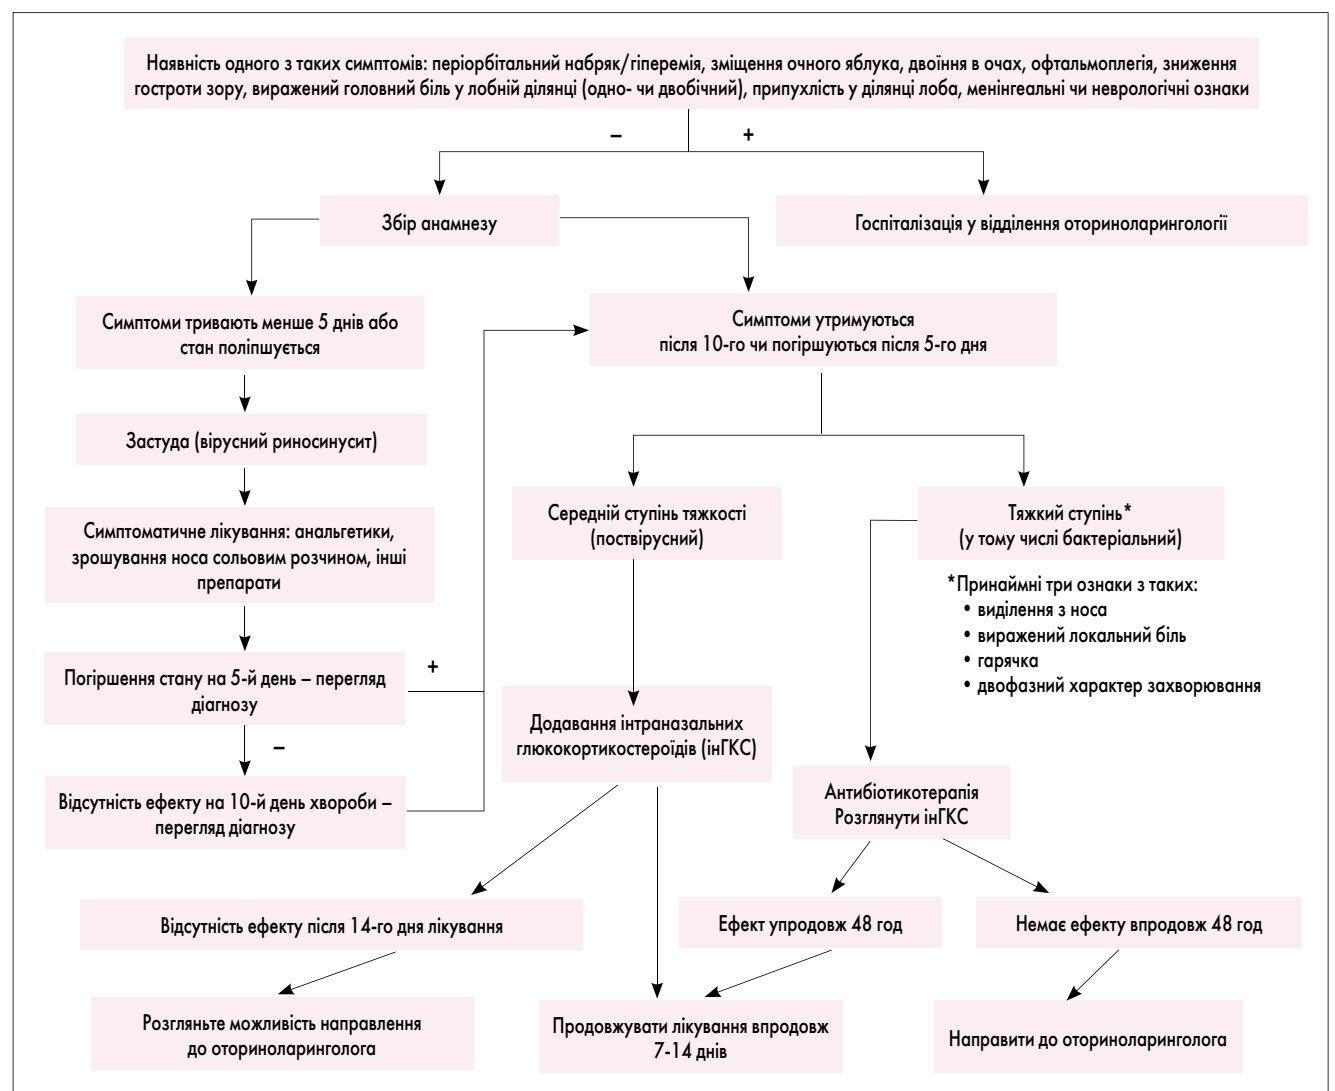 Наявність одного з таких симптомів: періорбітальний набряк/гіперемія, зміщення очного яблука, двоїння в очах, офтальмоплегія, зниження
гостроти зору, виражений головний біль у лобній ділянці (одно- чи двобічний), припухлість у ділянці лоба, менінгеальні чи неврологічні ознаки
–
+
Збір анамнезу
Госпіталізація у відділення оториноларингології
Симптоми тривають менше 5 днів або
стан поліпшується
Симптоми утримуються
після 10-го чи погіршуються після 5-го дня
Застуда (вірусний риносинусит)
Симптоматичне лікування: анальгетики,
зрошування носа сольовим розчином, інші
препарати
Середній ступінь тяжкості
(поствірусний)
Тяжкий ступінь*
(у тому числі бактеріальний)
*Принаймні три ознаки з таких:
• виділення з носа
• виражений локальний біль
• гарячка
• двофазний характер захворювання
Погіршення стану на 5-й день – перегляд
діагнозу
+
–
Додавання інтраназальних
глюкокортикостероїдів (інГКС)
Відсутність ефекту на 10-й день хвороби –
перегляд діагнозу
Антибіотикотерапія
Розглянути інГКС
Відсутність ефекту після 14-го дня лікування
Ефект упродовж 48 год
Немає ефекту впродовж 48 год
Розгляньте можливість направлення
до оториноларинголога
Продовжувати лікування впродовж
7-14 днів
Направити до оториноларинголога